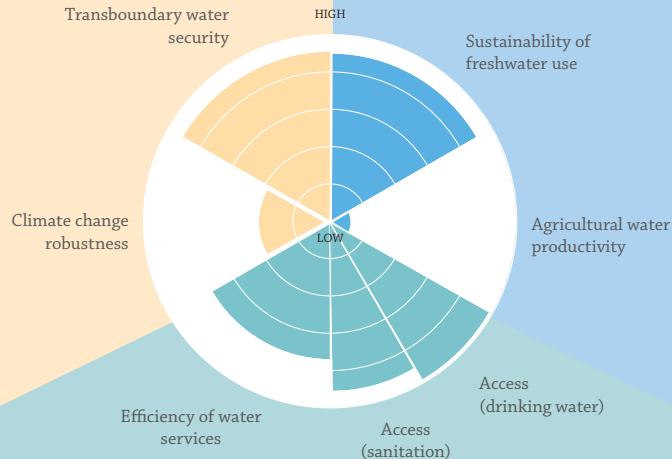 Transboundary water
security
HIGH
Sustainability of
freshwater use
Climate change
robustness
LOW
Agricultural water
productivity
Efficiency of water
services
Access
(sanitation)
Access
(drinking water)